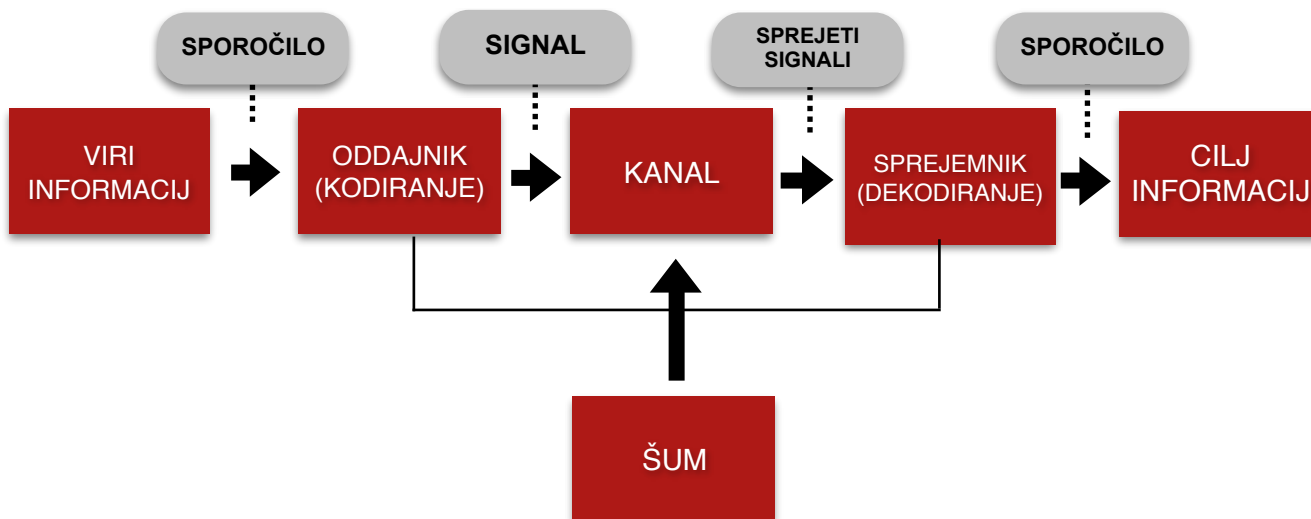 SPOROČILO
SIGNAL
SPREJETI
SIGNALI
SPOROČILO
VIRI
INFORMACIJ
ODDAJNIK
(KODIRANJE)
KANAL
SPREJEMNIK
(DEKODIRANJE)
CILJ
INFORMACIJ
ŠUM